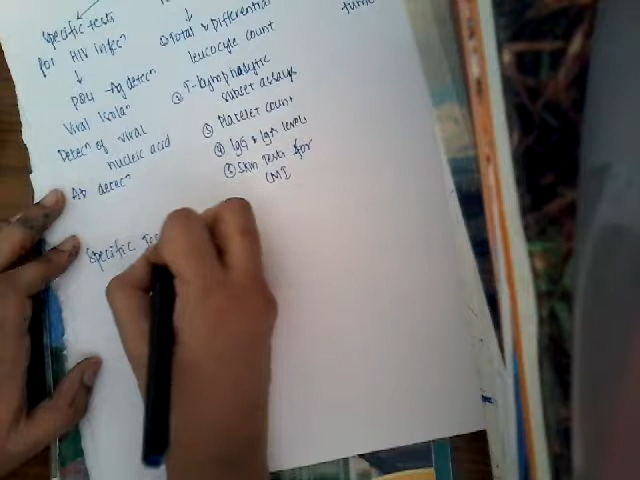 Specific tests
for HIV infecⁿ
↓
P24 - Ag detecⁿ
Viral Isolaⁿ
Detecⁿ of viral
nucleic acid
Ab detecⁿ
↓
① Total & Differential
leucocyte count
② T-lymphocytic
subset assays
③ Platelet count
④ IgG & IgA levels
⑤ Skin tests for
CMI
Specific Tes